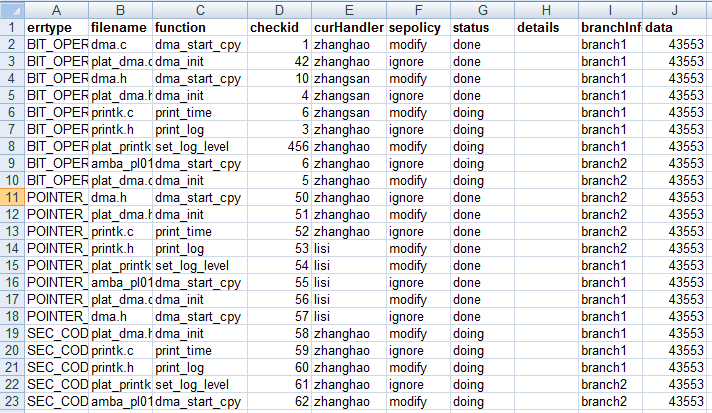 A B C D E F G H I J
1 errtype filename function checkid curHandler sepolicy status details branchInf data
2 BIT_OPER dma.c dma_start_cpy 1 zhanghao modify done branch1 43553
3 BIT_OPER plat_dma.c dma_init 42 zhanghao ignore done branch1 43553
4 BIT_OPER dma.h dma_start_cpy 10 zhangsan modify done branch1 43553
5 BIT_OPER plat_dma.h dma_init 4 zhangsan ignore done branch1 43553
6 BIT_OPER printk.c print_time 6 zhangsan modify doing branch1 43553
7 BIT_OPER printk.h print_log 3 zhanghao ignore doing branch1 43553
8 BIT_OPER plat_printk set_log_level 456 zhanghao modify doing branch1 43553
9 BIT_OPER amba_pl01 dma_start_cpy 6 zhanghao ignore doing branch2 43553
10 BIT_OPER plat_dma.c dma_init 5 zhanghao modify doing branch2 43553
11 POINTER_ dma.h dma_start_cpy 50 zhanghao ignore done branch2 43553
12 POINTER_ plat_dma.h dma_init 51 zhanghao modify done branch2 43553
13 POINTER_ printk.c print_time 52 zhanghao ignore done branch2 43553
14 POINTER_ printk.h print_log 53 lisi modify done branch2 43553
15 POINTER_ plat_printk set_log_level 54 lisi modify done branch1 43553
16 POINTER_ amba_pl01 dma_start_cpy 55 lisi ignore done branch2 43553
17 POINTER_ plat_dma.c dma_init 56 lisi modify done branch2 43553
18 POINTER_ dma.h dma_start_cpy 57 lisi ignore done branch2 43553
19 SEC_COD plat_dma.h dma_init 58 zhanghao modify doing branch1 43553
20 SEC_COD printk.c print_time 59 zhanghao ignore doing branch1 43553
21 SEC_COD printk.h print_log 60 zhanghao modify doing branch1 43553
22 SEC_COD plat_printk set_log_level 61 zhanghao ignore doing branch2 43553
23 SEC_COD amba_pl01 dma_start_cpy 62 zhanghao modify doing branch2 43553